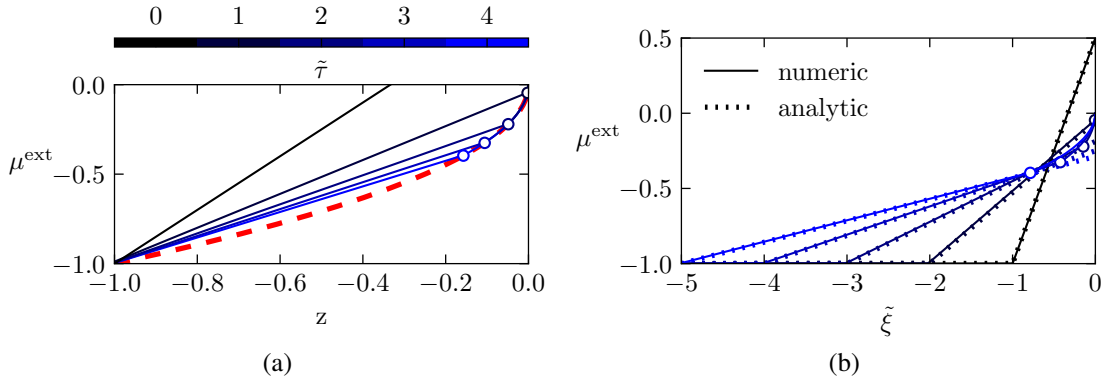 0 1 2 3 4
τ̃
0.0
μ^ext
−0.5
−1.0
−1.0 −0.8 −0.6 −0.4 −0.2 0.0
z
(a)
0.5
numeric
analytic
0.0
μ^ext
−0.5
−1.0
−5 −4 −3 −2 −1 0
ξ̃
(b)